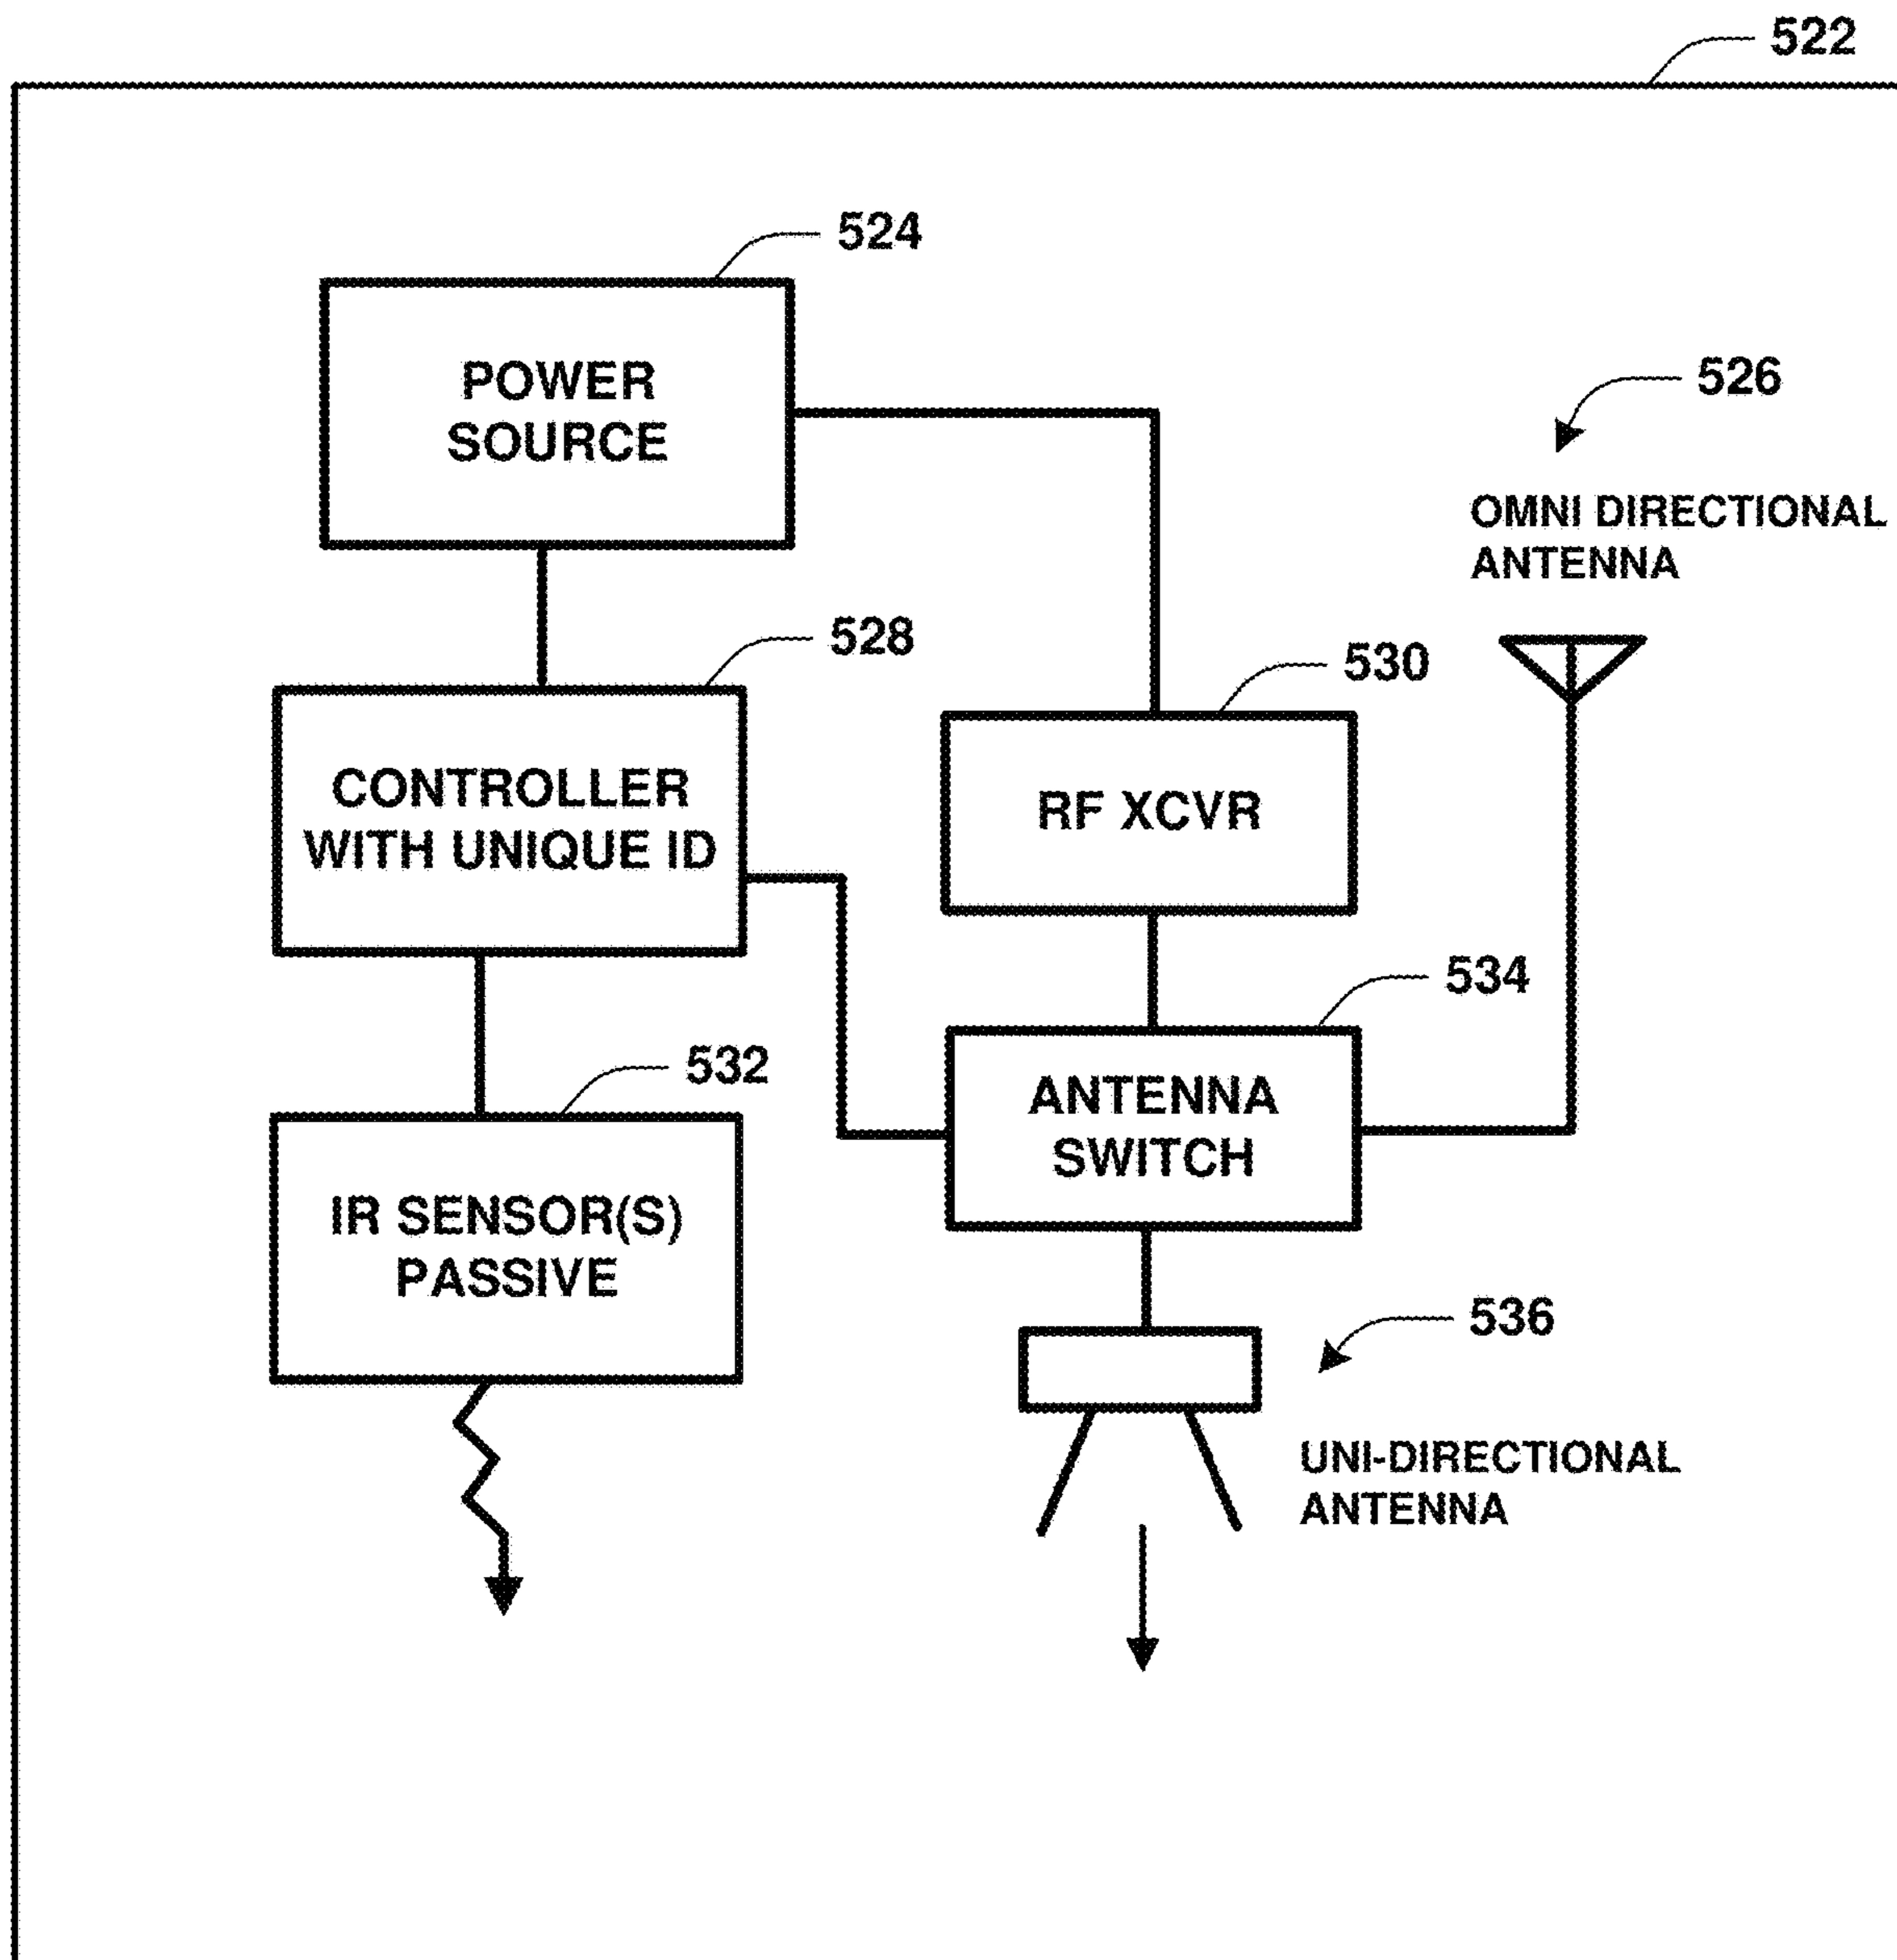 522
524
POWER
SOURCE
526
OMNI DIRECTIONAL
ANTENNA
528
CONTROLLER
WITH UNIQUE ID
530
RF XCVR
532
IR SENSOR(S)
PASSIVE
534
ANTENNA
SWITCH
536
UNI-DIRECTIONAL
ANTENNA